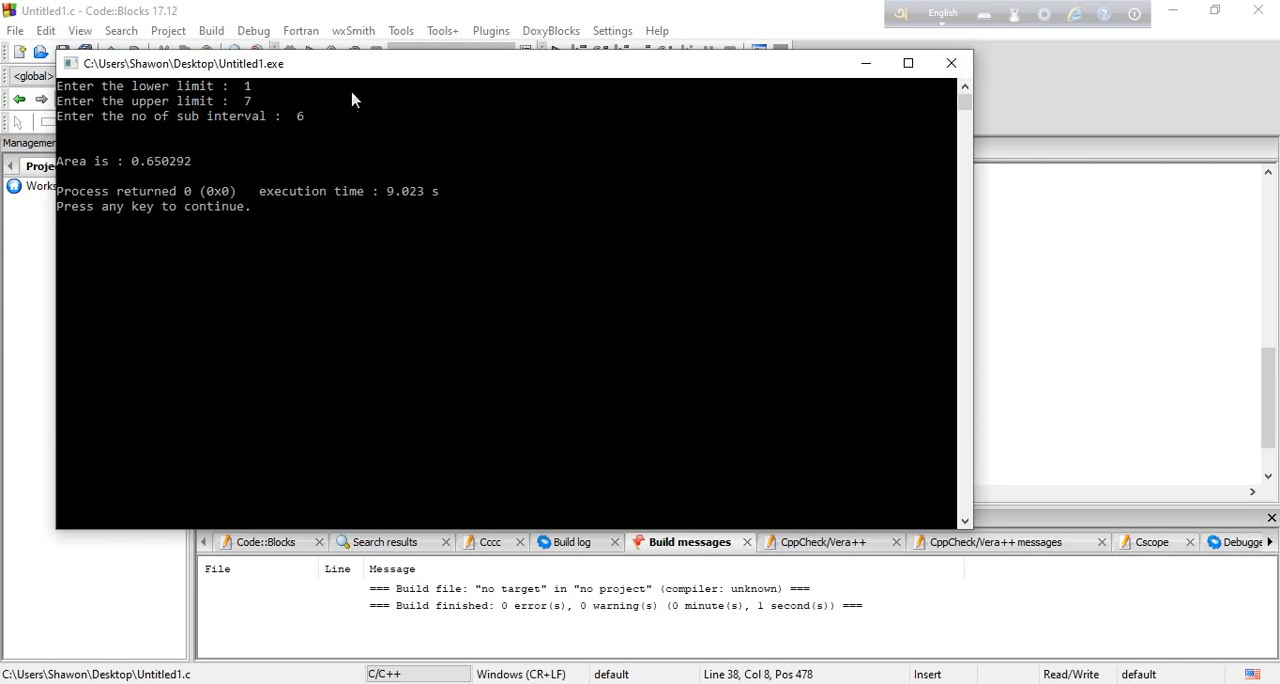 Untitled1.c - Code::Blocks 17.12
English
File Edit View Search Project Build Debug Fortran wxSmith Tools Tools+ Plugins DoxyBlocks Settings Help
C:\Users\Shawon\Desktop\Untitled1.exe
<global>
Enter the lower limit :  1
Enter the upper limit :  7
Enter the no of sub interval :  6
Managemen
Area is : 0.650292
Proje
Works
Process returned 0 (0x0)   execution time : 9.023 s
Press any key to continue.
Code::Blocks Search results Cccc Build log Build messages CppCheck/Vera++ CppCheck/Vera++ messages Cscope Debugge
File Line Message
=== Build file: "no target" in "no project" (compiler: unknown) ===
=== Build finished: 0 error(s), 0 warning(s) (0 minute(s), 1 second(s)) ===
C:\Users\Shawon\Desktop\Untitled1.c C/C++ Windows (CR+LF) default Line 38, Col 8, Pos 478 Insert Read/Write default